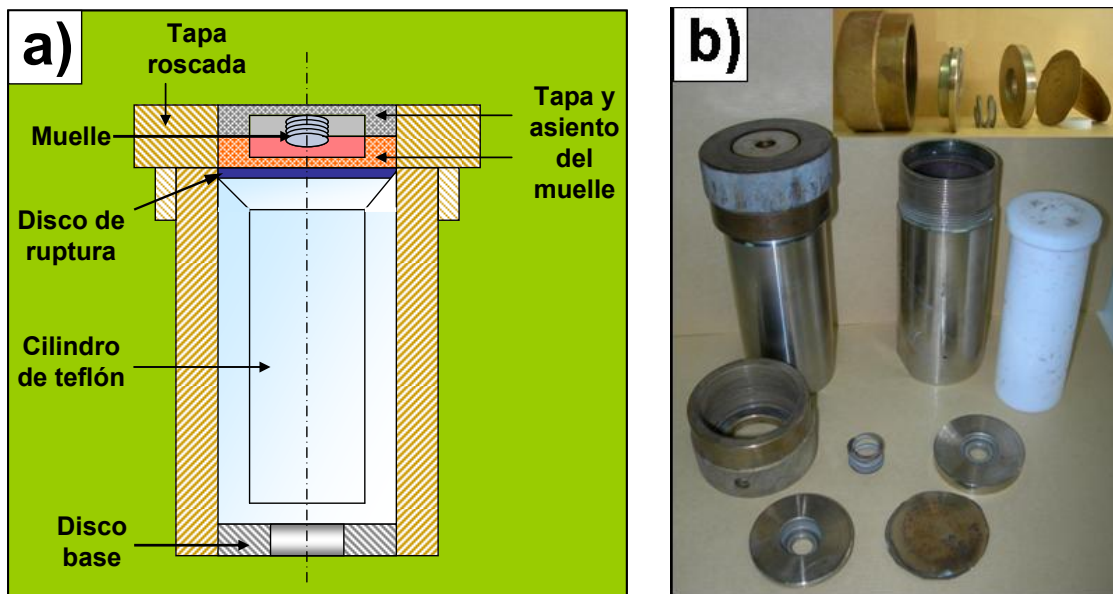 a)
Tapa
roscada
Muelle
Disco de
ruptura
Cilindro
de teflón
Disco
base
Tapa y
asiento
del
muelle
b)